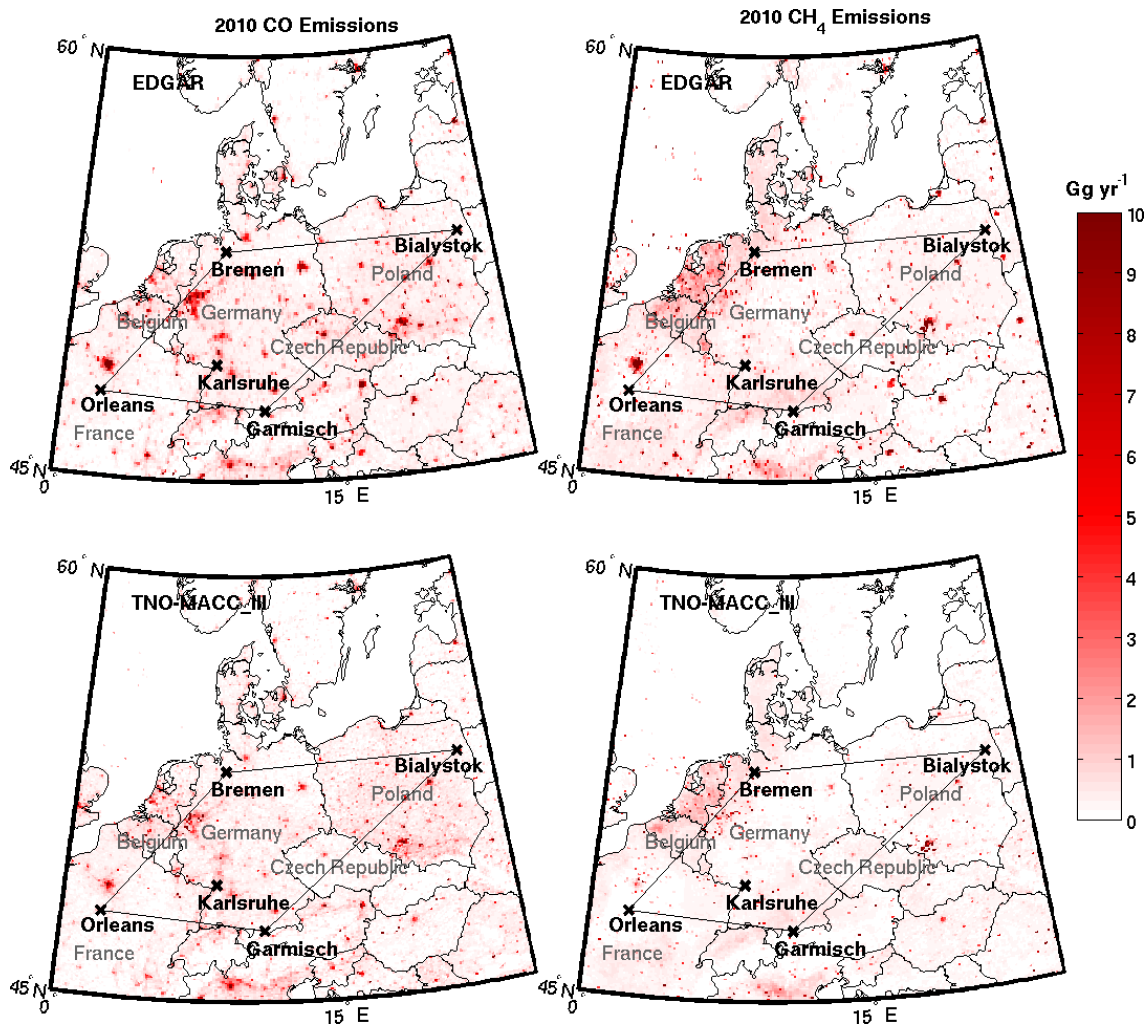 2010 CO Emissions
60° N
EDGAR
Bialystok
Bremen
Poland
Belgium Germany
Czech Republic
Karlsruhe
Orleans
Garmisch
France
45° N
0
15° E
2010 CH₄ Emissions
60° N
EDGAR
Bialystok
Bremen
Poland
Belgium Germany
Czech Republic
Karlsruhe
Orleans
Garmisch
France
45° N
0
15° E
Gg yr⁻¹
10
9
8
7
6
5
4
3
2
1
0
60° N
TNO-MACC_III
Bialystok
Bremen
Poland
Belgium Germany
Czech Republic
Karlsruhe
Orleans
Garmisch
France
45° N
0
15° E
60° N
TNO-MACC_III
Bialystok
Bremen
Poland
Belgium Germany
Czech Republic
Karlsruhe
Orleans
Garmisch
France
45° N
0
15° E